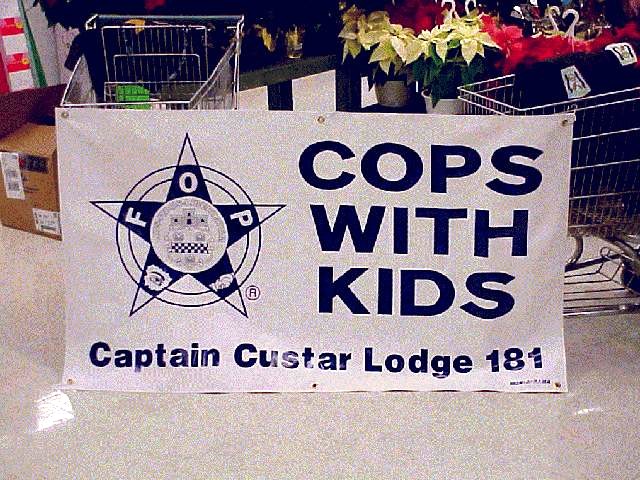 F O P
®
COPS
WITH
KIDS
Captain Custar Lodge 181